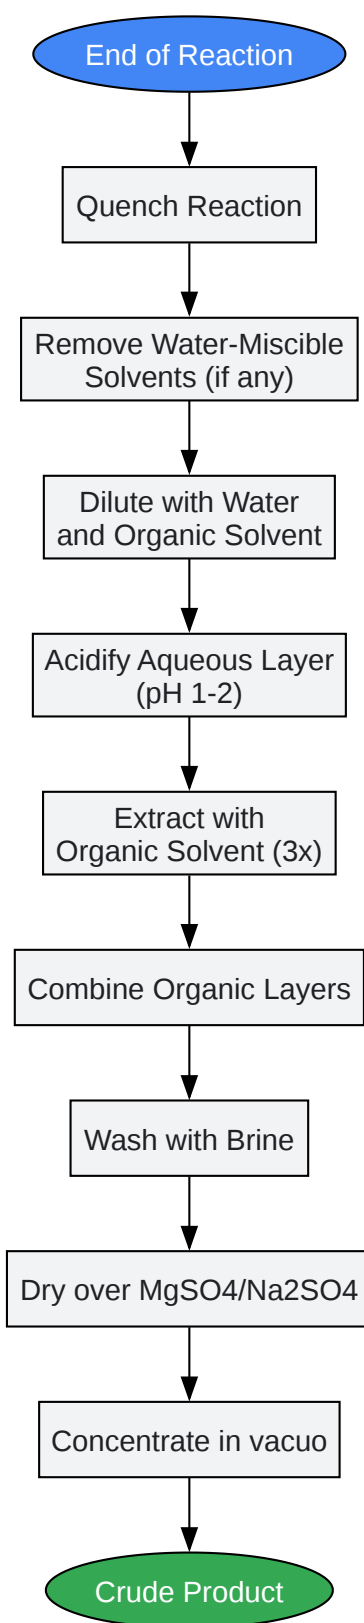 End of Reaction
Quench Reaction
Remove Water-Miscible
Solvents (if any)
Dilute with Water
and Organic Solvent
Acidify Aqueous Layer
(pH 1-2)
Extract with
Organic Solvent (3x)
Combine Organic Layers
Wash with Brine
Dry over MgSO4/Na2SO4
Concentrate in vacuo
Crude Product